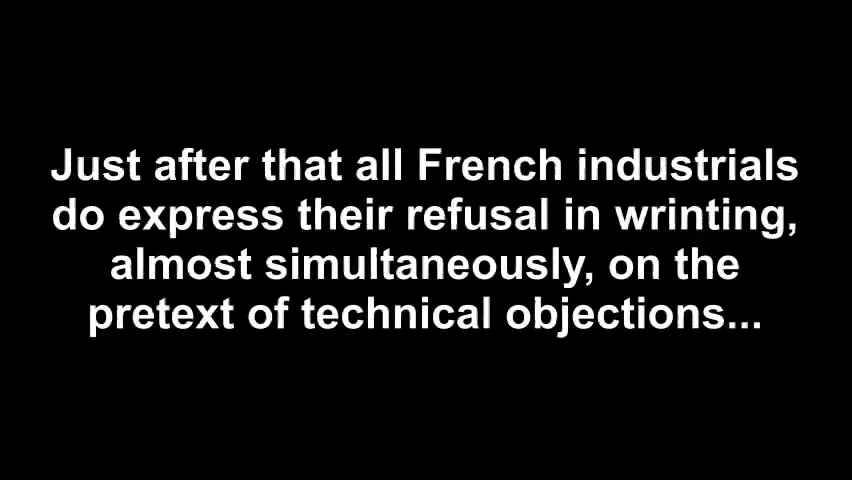 Just after that all French industrials
do express their refusal in wrinting,
almost simultaneously, on the
pretext of technical objections...